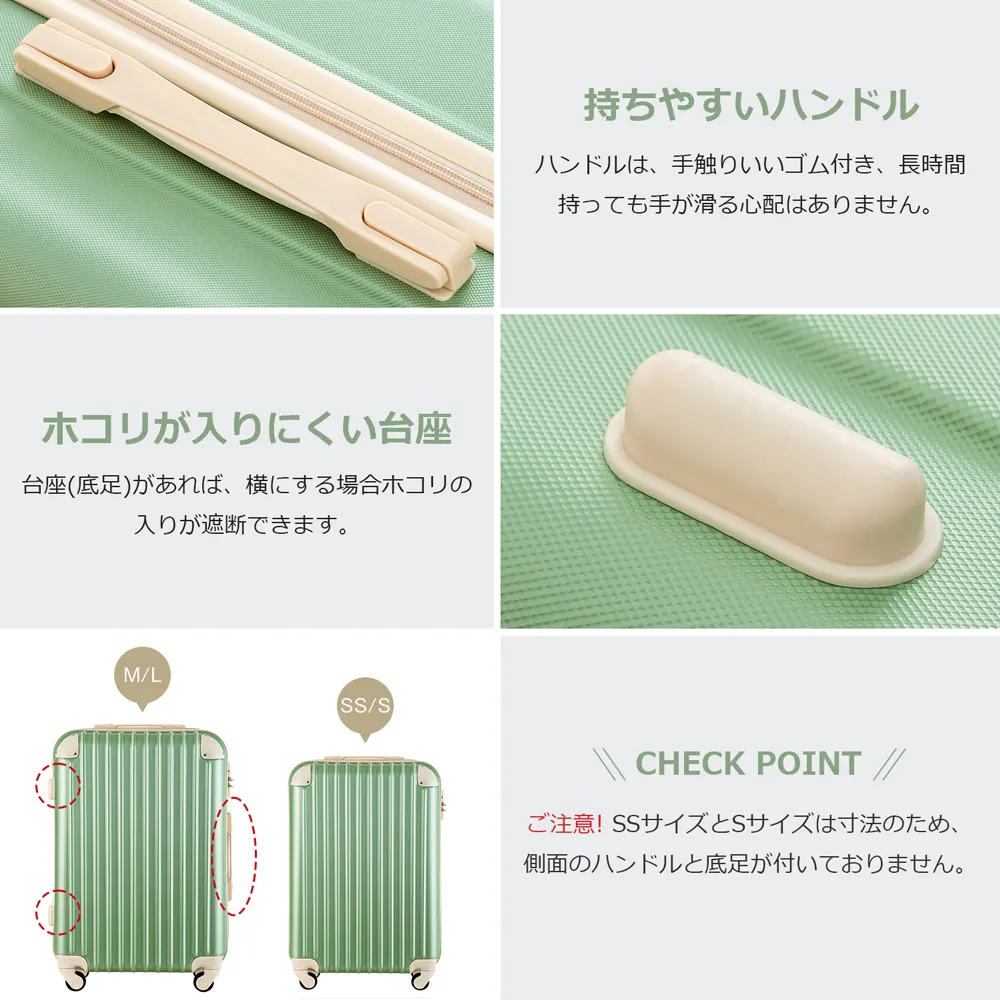 持ちやすいハンドル
ハンドルは、手触りいいゴム付き、長時間
持っても手が滑る心配はありません。
ホコリが入りにくい台座
台座(底足)があれば、横にする場合ホコリの
入りが遮断できます。
M/L
SS/S
CHECK POINT
ご注意! SSサイズとSサイズは寸法のため、
側面のハンドルと底足が付いておりません。